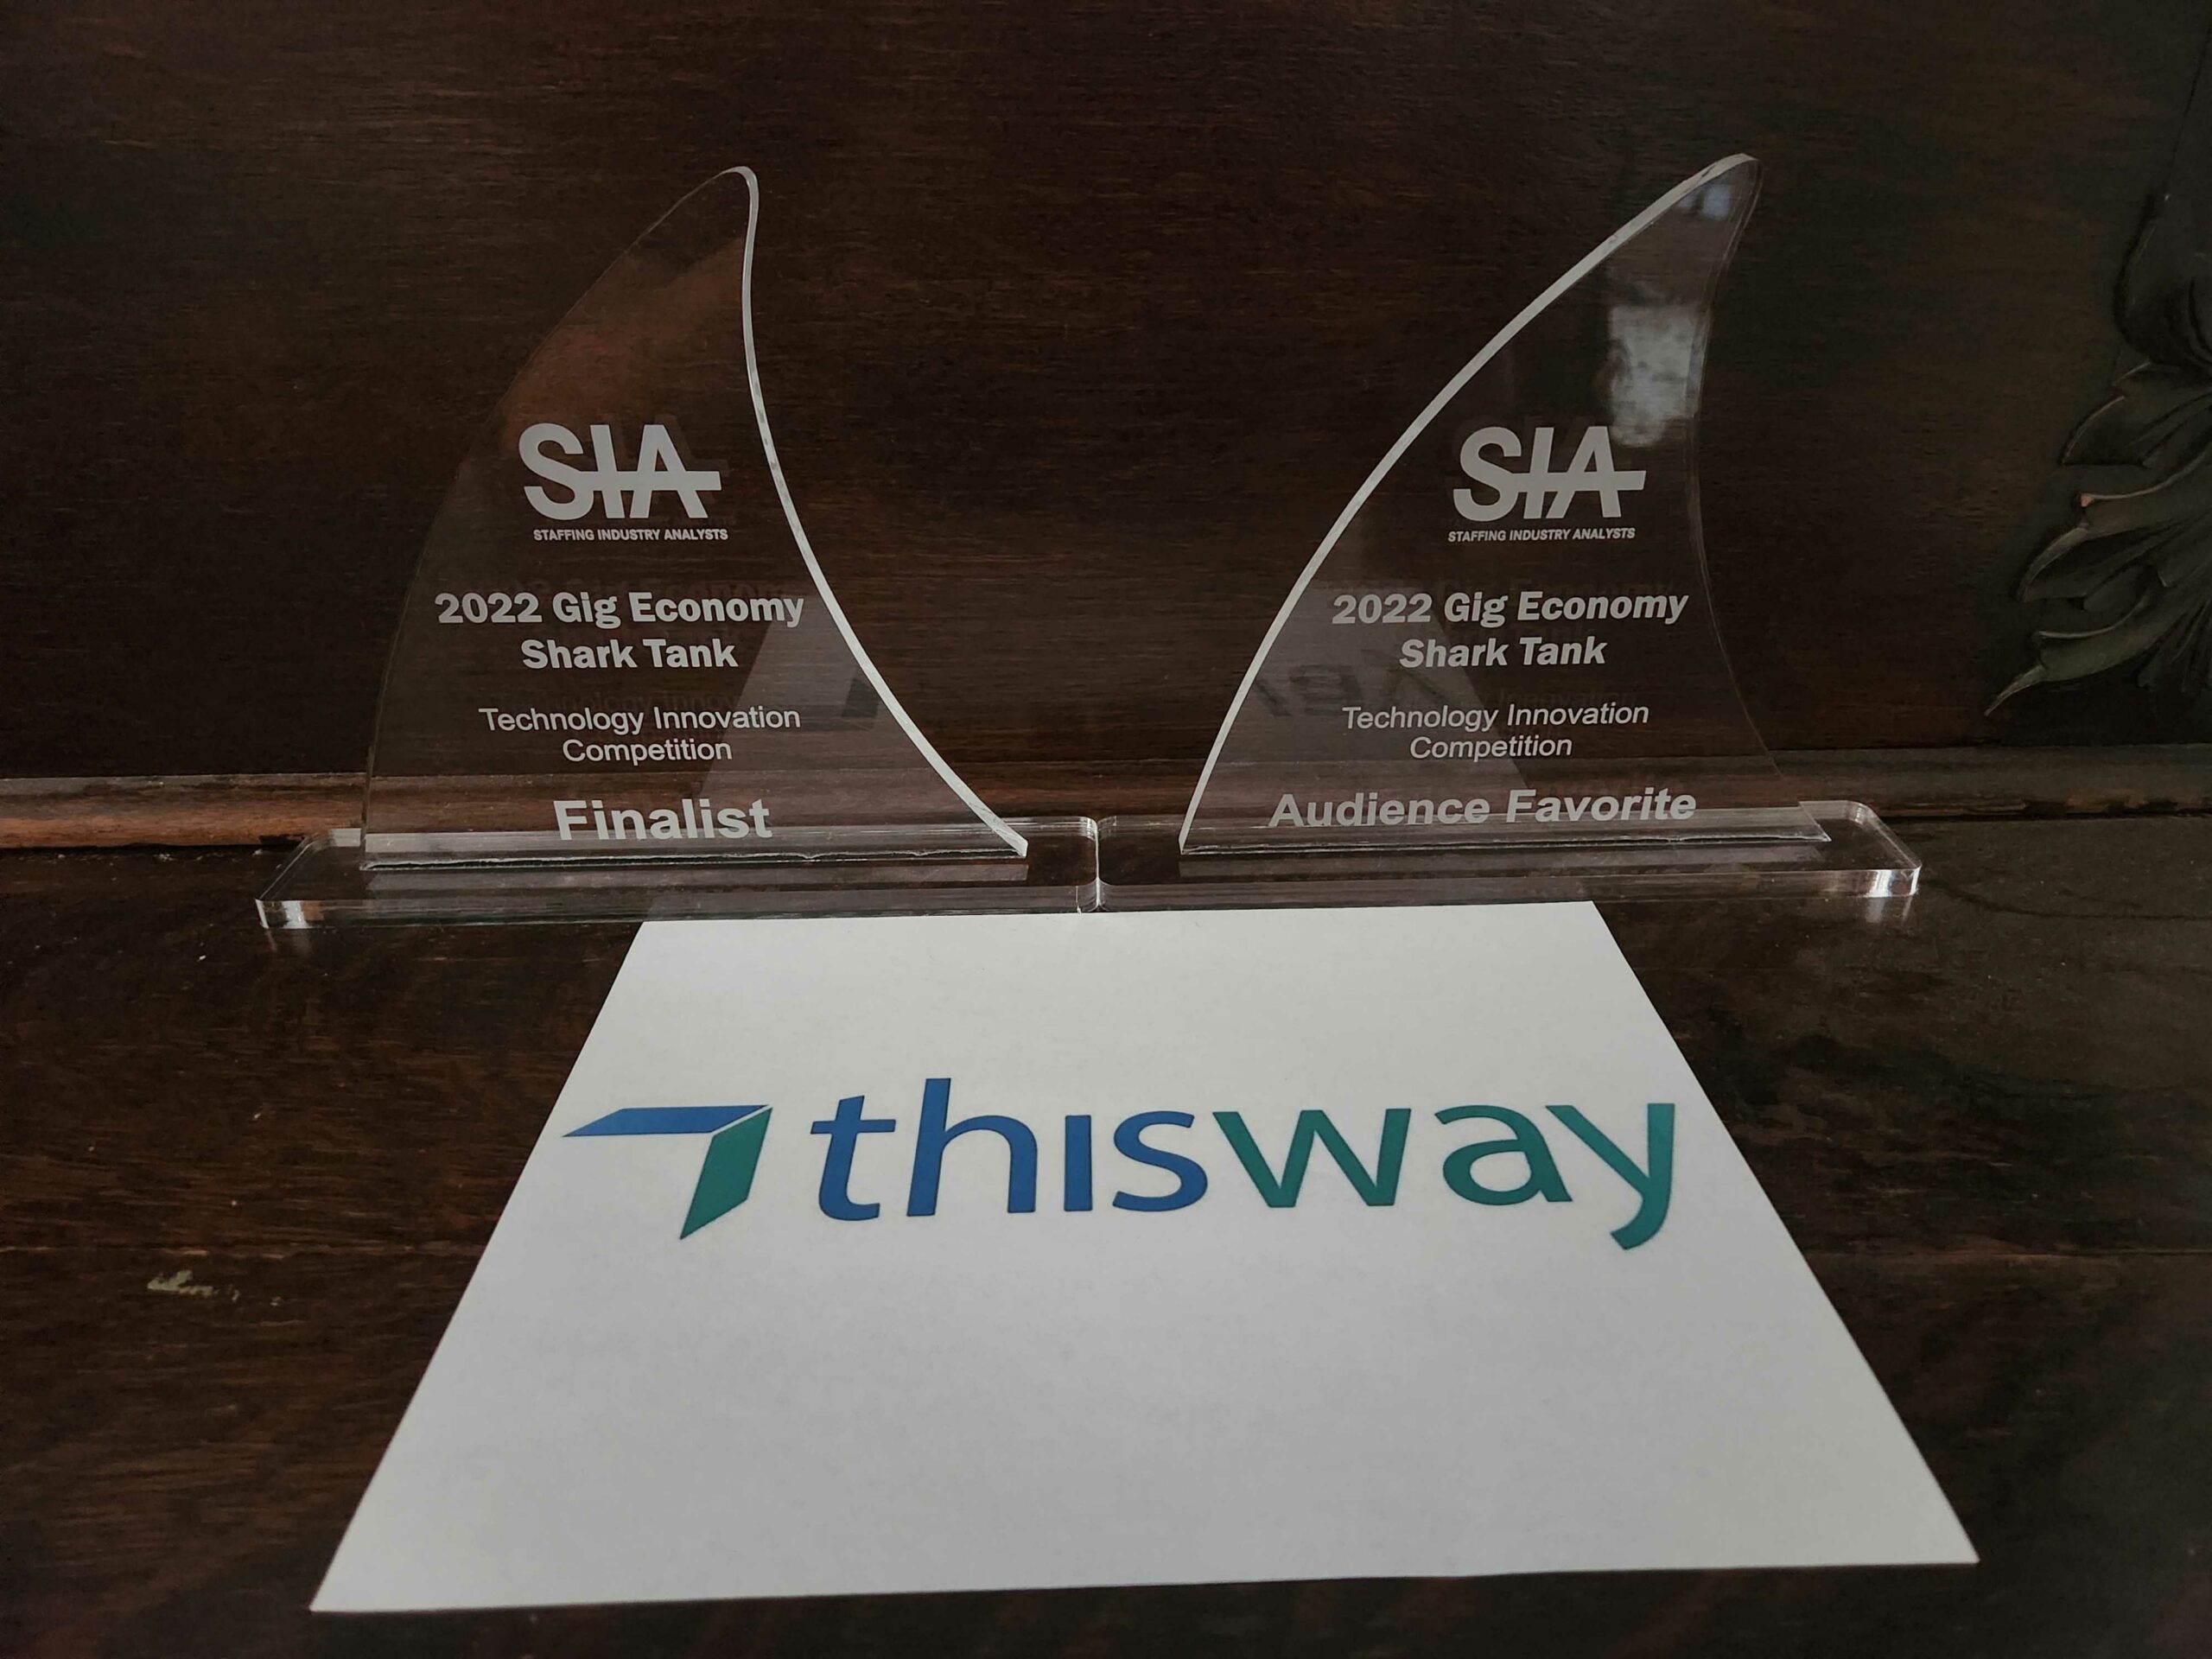 SIA
STAFFING INDUSTRY ANALYSTS
2022 Gig Economy
Shark Tank
Technology Innovation
Competition
Finalist
SIA
STAFFING INDUSTRY ANALYSTS
2022 Gig Economy
Shark Tank
Technology Innovation
Competition
Audience Favorite
thisway